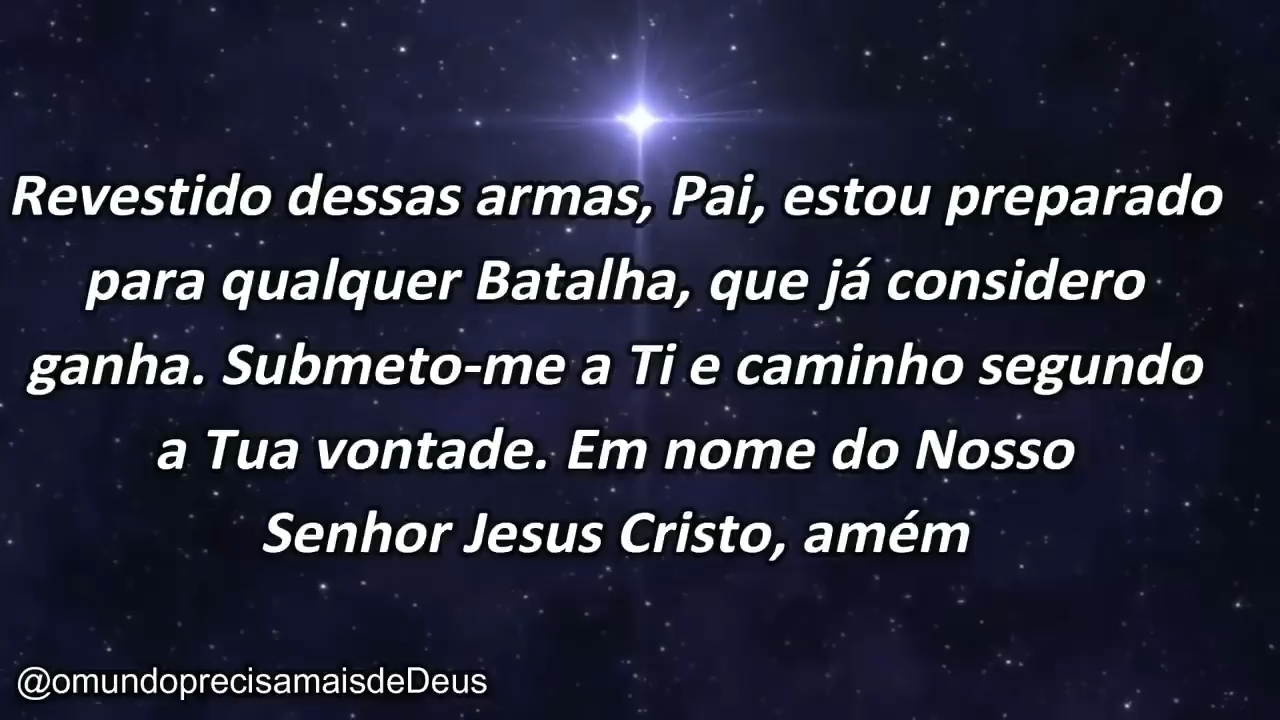 Revestido dessas armas, Pai, estou preparado
para qualquer Batalha, que já considero
ganha. Submeto-me a Ti e caminho segundo
a Tua vontade. Em nome do Nosso
Senhor Jesus Cristo, amém
@omundoprecisamaisdeDeus